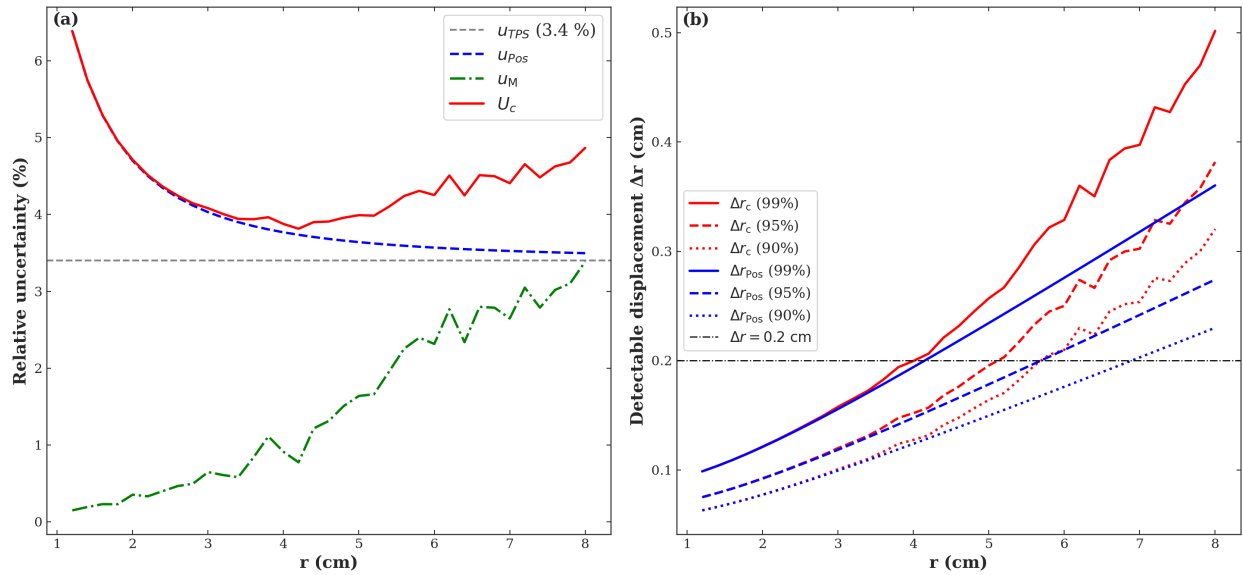 (a)
u_TPS (3.4 %)
u_Pos
u_M
U_c
Relative uncertainty (%)
6
5
4
3
2
1
0
1 2 3 4 5 6 7 8
r (cm)
(b)
Δr_c (99%)
Δr_c (95%)
Δr_c (90%)
Δr_Pos (99%)
Δr_Pos (95%)
Δr_Pos (90%)
Δr = 0.2 cm
Detectable displacement Δr (cm)
0.5
0.4
0.3
0.2
0.1
1 2 3 4 5 6 7 8
r (cm)